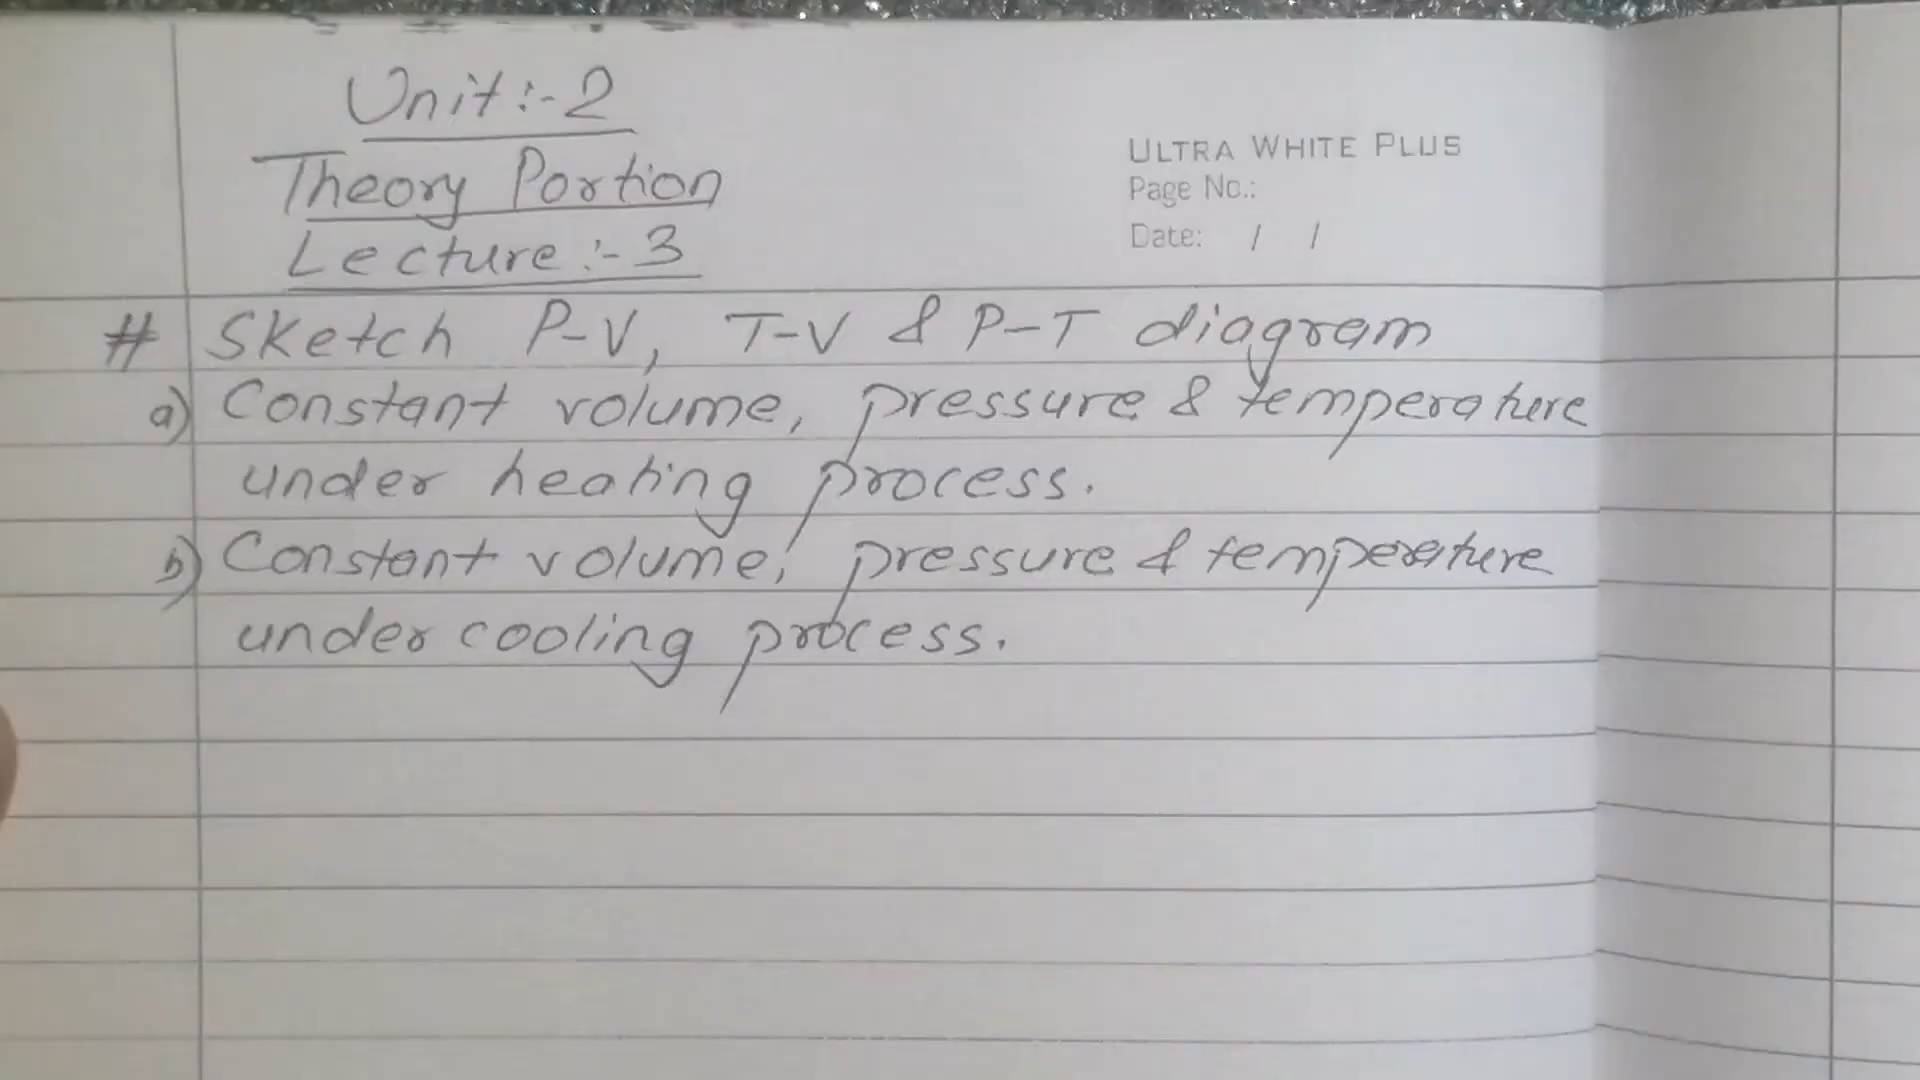 Unit :- 2
Theory Portion
Lecture :- 3
ULTRA WHITE PLUS
Page No.:
Date: / /
# Sketch P-V, T-V & P-T diagram
a) Constant volume, pressure & temperature
under heating process.
b) Constant volume, pressure & temperature
under cooling process.